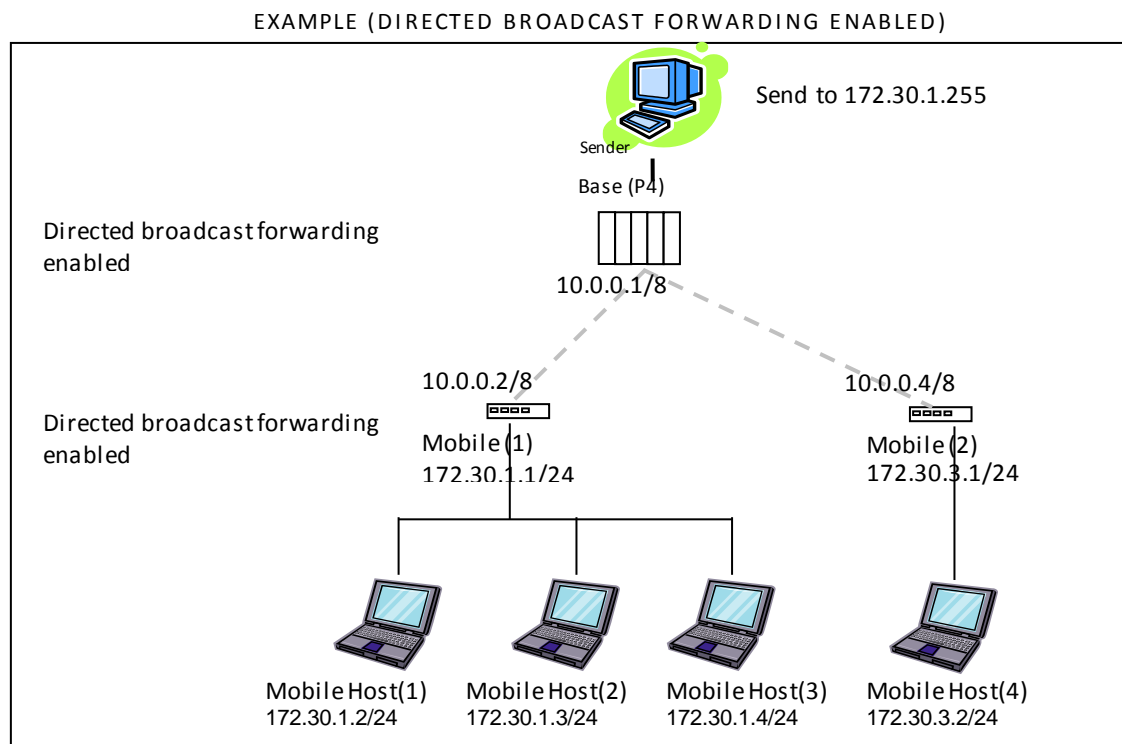 EXAMPLE (DIRECTED BROADCAST FORWARDING ENABLED)
Send to 172.30.1.255
Sender
Base (P4)
Directed broadcast forwarding
enabled
10.0.0.1/8
10.0.0.2/8
10.0.0.4/8
Directed broadcast forwarding
enabled
Mobile (1)
172.30.1.1/24
Mobile (2)
172.30.3.1/24
Mobile Host(1)
172.30.1.2/24
Mobile Host(2)
172.30.1.3/24
Mobile Host(3)
172.30.1.4/24
Mobile Host(4)
172.30.3.2/24